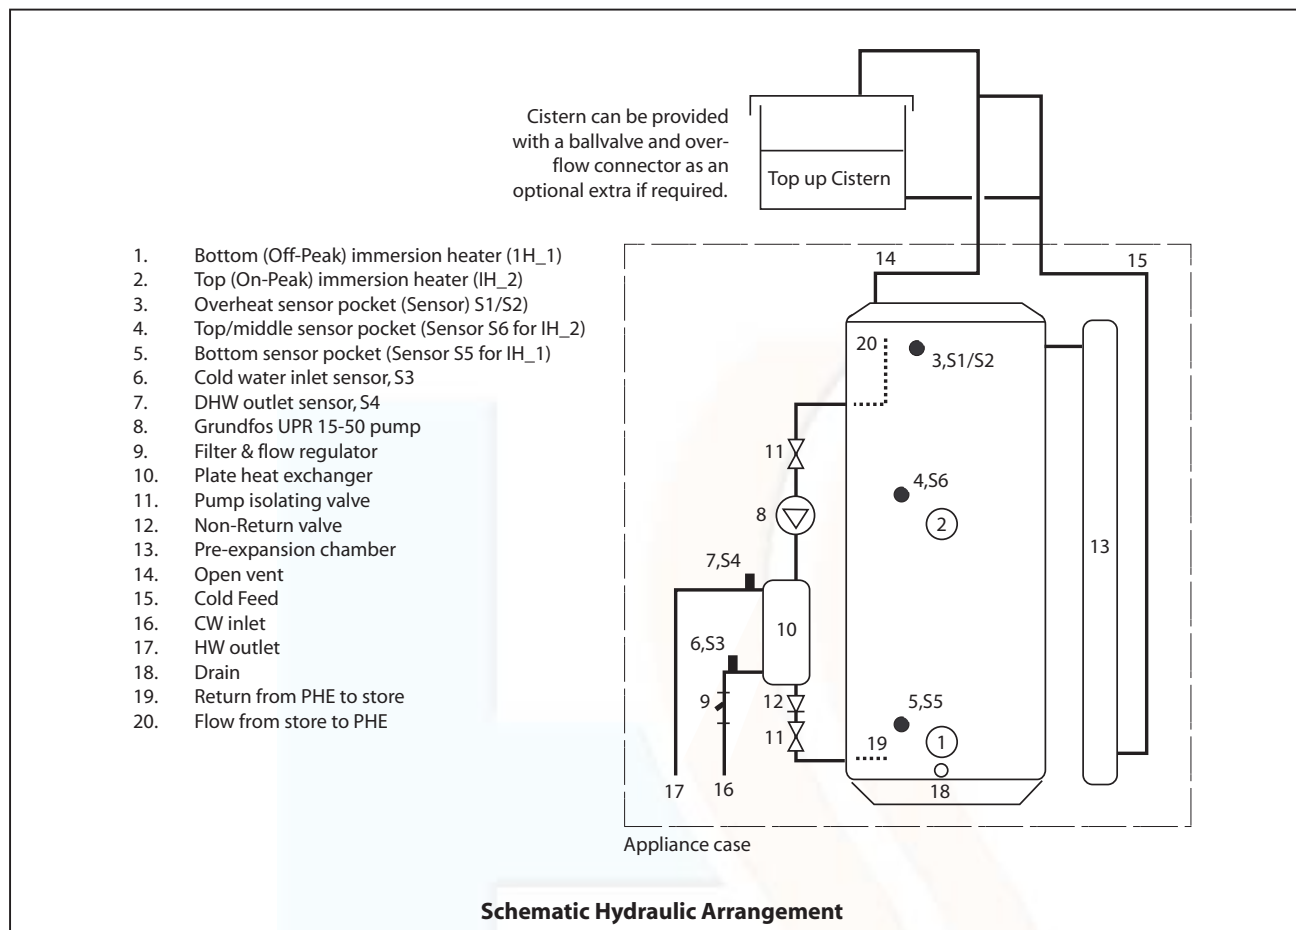 Cistern can be provided
with a ballvalve and over-
flow connector as an
optional extra if required.
Top up Cistern
1. Bottom (Off-Peak) immersion heater (1H_1)
2. Top (On-Peak) immersion heater (IH_2)
3. Overheat sensor pocket (Sensor) S1/S2)
4. Top/middle sensor pocket (Sensor S6 for IH_2)
5. Bottom sensor pocket (Sensor S5 for IH_1)
6. Cold water inlet sensor, S3
7. DHW outlet sensor, S4
8. Grundfos UPR 15-50 pump
9. Filter & flow regulator
10. Plate heat exchanger
11. Pump isolating valve
12. Non-Return valve
13. Pre-expansion chamber
14. Open vent
15. Cold Feed
16. CW inlet
17. HW outlet
18. Drain
19. Return from PHE to store
20. Flow from store to PHE
14
15
20
3,S1/S2
11
4,S6
8
2
13
7,S4
10
6,S3
9
12
5,S5
11
19
1
17
16
18
Appliance case
Schematic Hydraulic Arrangement